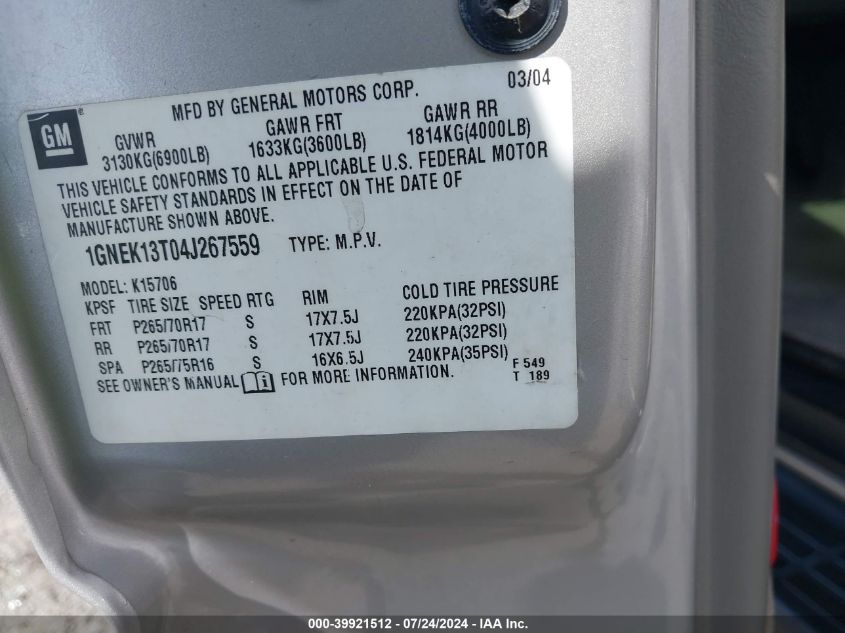 03/04
MFD BY GENERAL MOTORS CORP.
GM
GVWR GAWR FRT GAWR RR
3130KG(6900LB) 1633KG(3600LB) 1814KG(4000LB)
THIS VEHICLE CONFORMS TO ALL APPLICABLE U.S. FEDERAL MOTOR
VEHICLE SAFETY STANDARDS IN EFFECT ON THE DATE OF
MANUFACTURE SHOWN ABOVE.
1GNEK13T04J267559 TYPE: M.P.V.
MODEL: K15706
KPSF TIRE SIZE SPEED RTG RIM COLD TIRE PRESSURE
FRT P265/70R17 S 17X7.5J 220KPA(32PSI)
RR P265/70R17 S 17X7.5J 220KPA(32PSI)
SPA P265/75R16 S 16X6.5J 240KPA(35PSI)
SEE OWNER'S MANUAL FOR MORE INFORMATION.
F 549
T 189
000-39921512 - 07/24/2024 - IAA Inc.